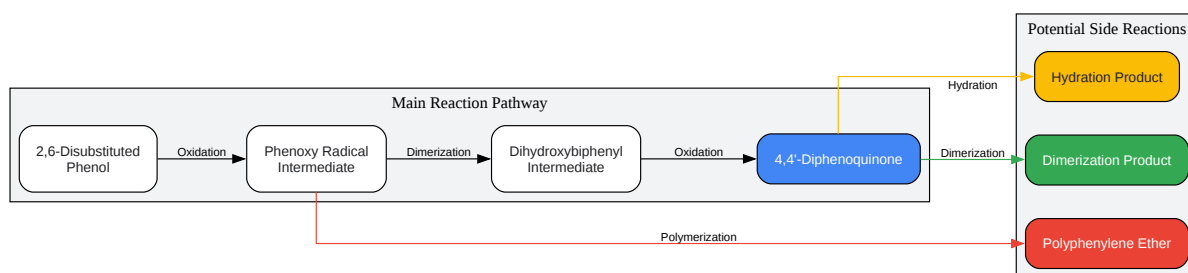 Potential Side Reactions
Hydration Product
Hydration
Main Reaction Pathway
2,6-Disubstituted
Phenol
Oxidation
Phenoxy Radical
Intermediate
Dimerization
Dihydroxybiphenyl
Intermediate
Oxidation
4,4'-Diphenoquinone
Dimerization
Dimerization Product
Polymerization
Polyphenylene Ether